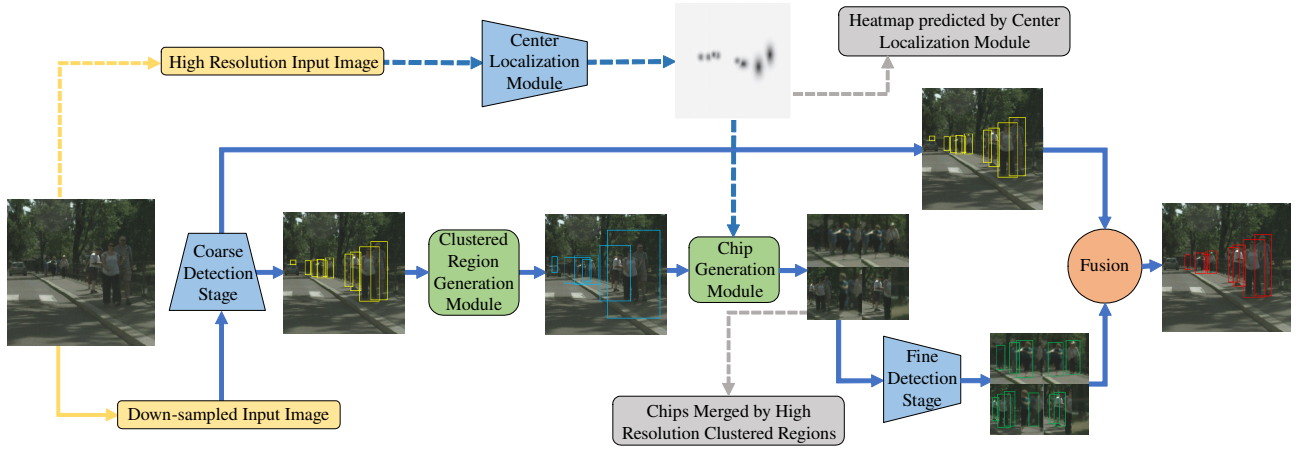 High Resolution Input Image
Center
Localization
Module
Heatmap predicted by Center
Localization Module
Coarse
Detection
Stage
Clustered
Region
Generation
Module
Chip
Generation
Module
Fusion
Fine
Detection
Stage
Down-sampled Input Image
Chips Merged by High
Resolution Clustered Regions